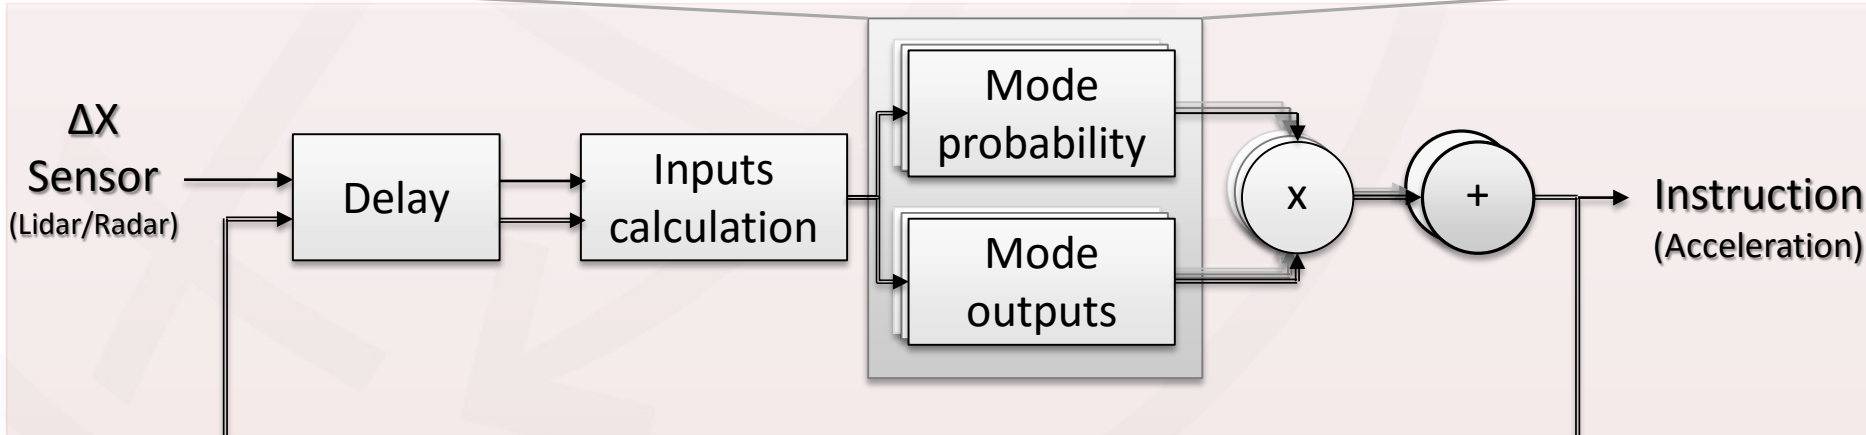 ΔX
Sensor
(Lidar/Radar)
Delay
Inputs
calculation
Mode
probability
Mode
outputs
x
+
Instruction
(Acceleration)